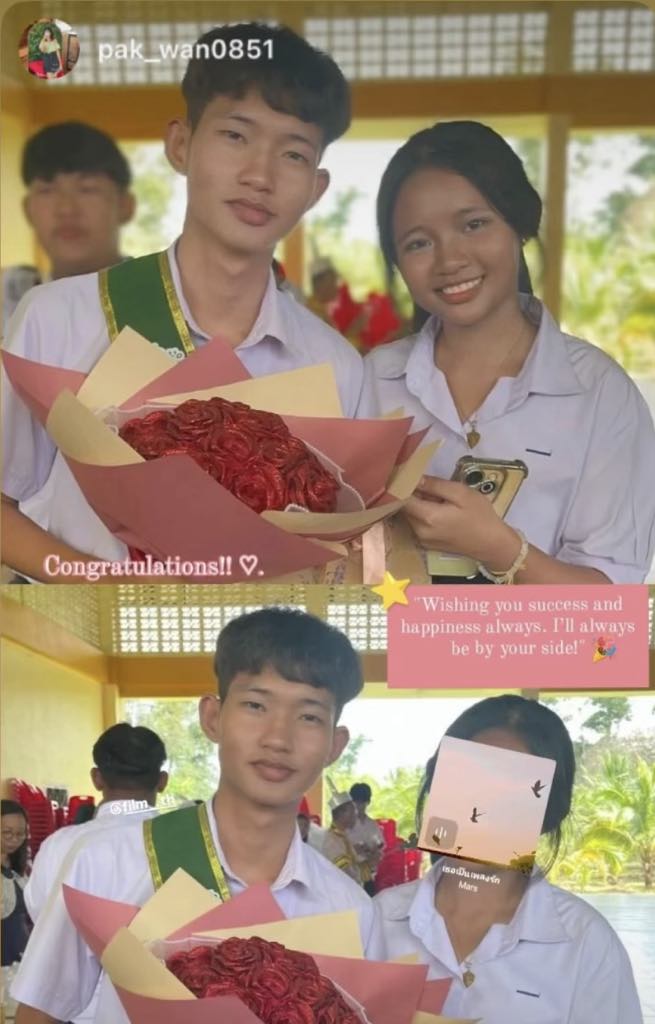 pak_wan0851
Congratulations!! ♡.
"Wishing you success and
happiness always. I'll always
be by your side!" 🎉
@film_th
เธอเป็นเพลงรัก
Mars